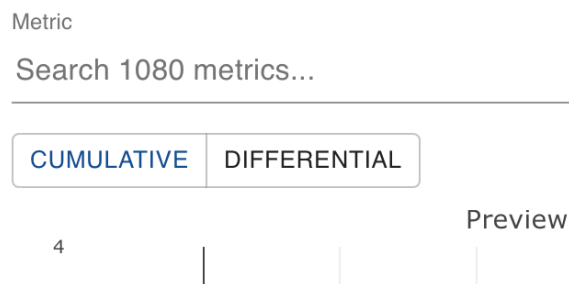 Metric
Search 1080 metrics...
CUMULATIVE DIFFERENTIAL
Preview
4